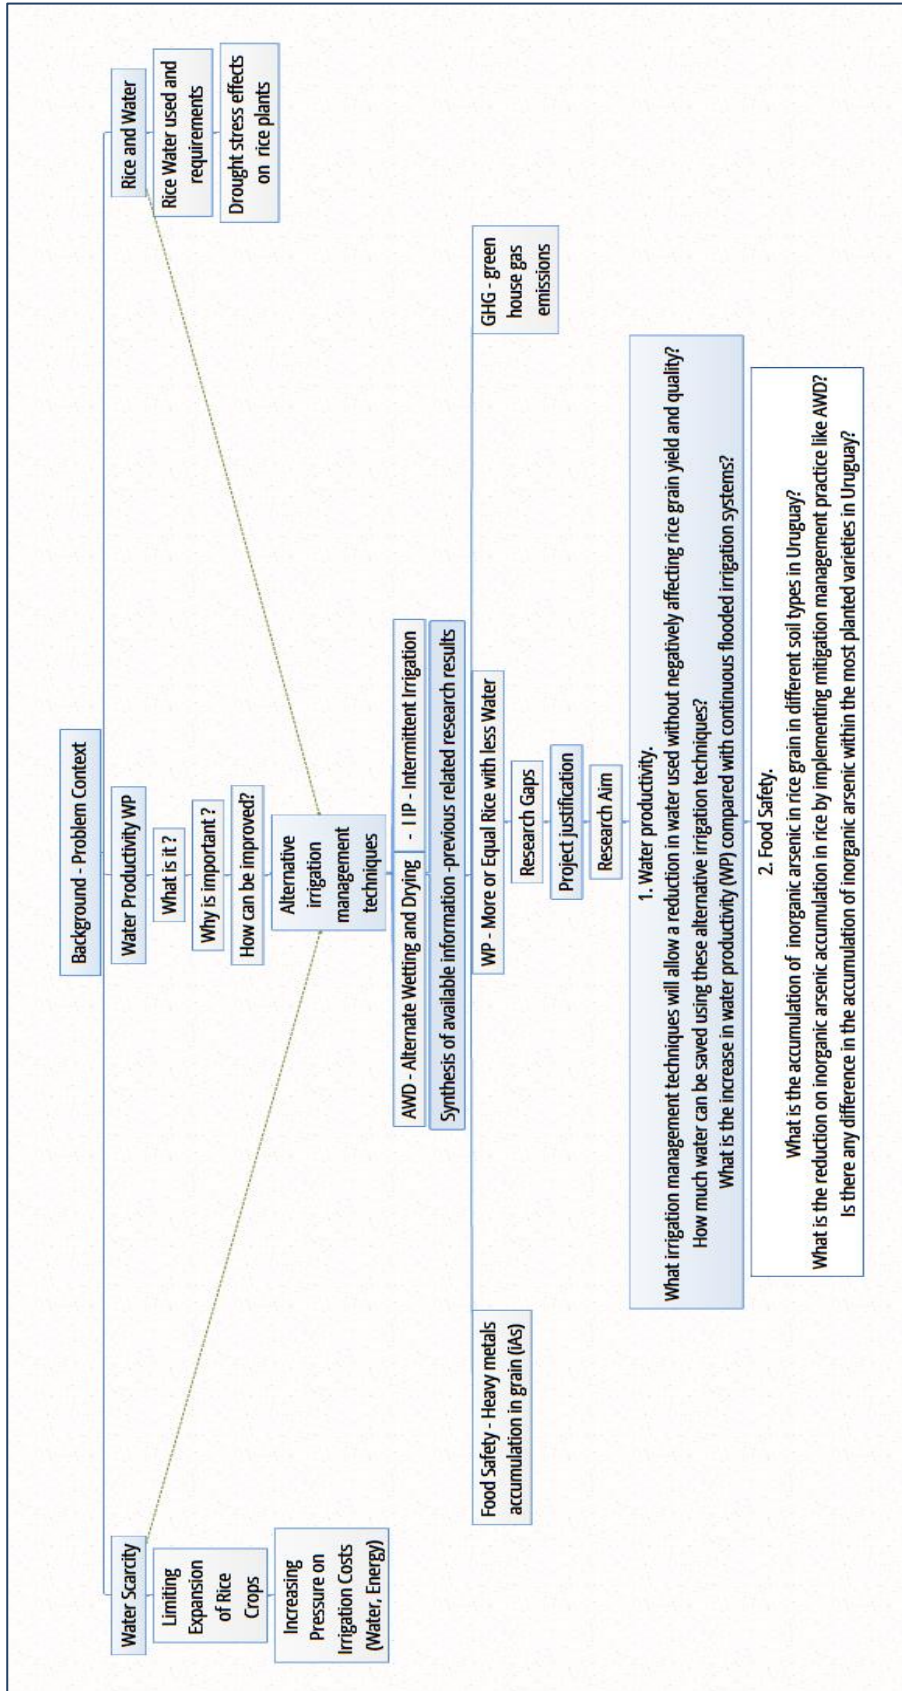 Background - Problem Context
Water Scarcity
Limiting
Expansion
of Rice
Crops
Increasing
Pressure on
Irrigation Costs
(Water, Energy)
Water Productivity WP
What is it ?
Why is important ?
How can be improved?
Rice and Water
Rice Water used and
requirements
Drought stress effects
on rice plants
Alternative
irrigation
management
techniques
AWD - Alternate Wetting and Drying - I IP - Intermittent Irrigation
Synthesis of available information -previous related research results
Food Safety - Heavy metals
accumulation in grain (iAs)
WP - More or Equal Rice with less Water
GHG - green
house gas
emissions
Research Gaps
Project justification
Research Aim
1. Water productivity.
What irrigation management techniques will allow a reduction in water used without negatively affecting rice grain yield and quality?
How much water can be saved using these alternative irrigation techniques?
What is the increase in water productivity (WP) compared with continuous flooded irrigation systems?
2. Food Safety.
What is the accumulation of inorganic arsenic in rice grain in different soil types in Uruguay?
What is the reduction on inorganic arsenic accumulation in rice by implementing mitigation management practice like AWD?
Is there any difference in the accumulation of inorganic arsenic within the most planted varieties in Uruguay?